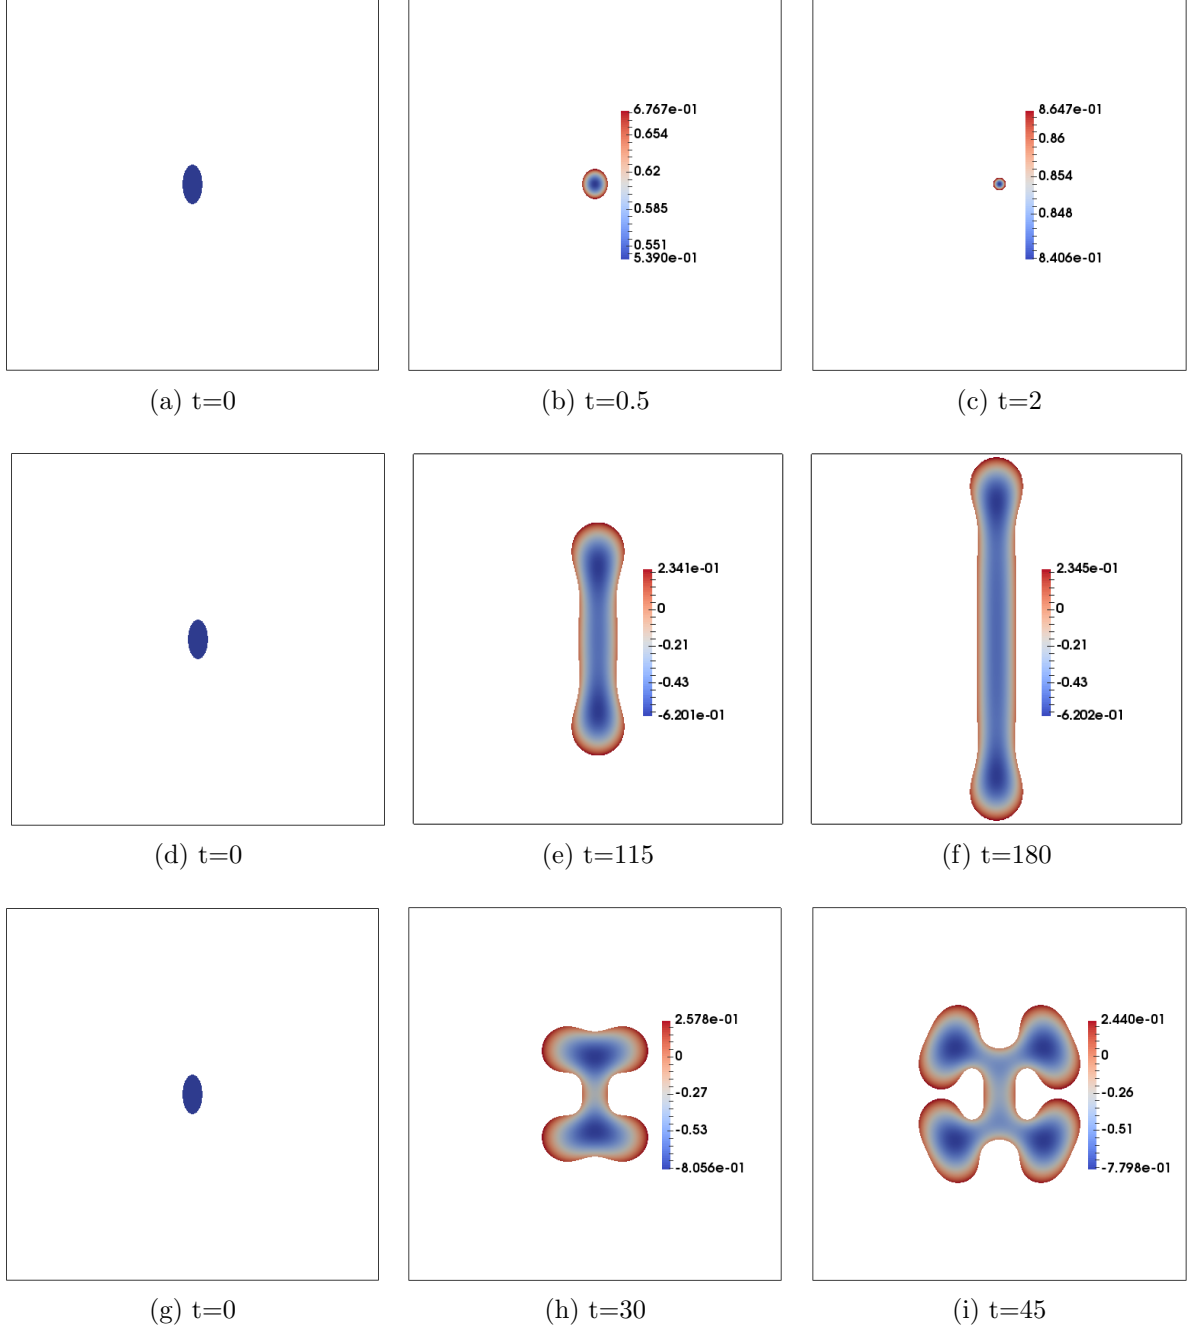 6.767e-01
0.654
0.62
0.585
0.551
5.390e-01
8.647e-01
0.86
0.854
0.848
8.406e-01
(a) t=0
(b) t=0.5
(c) t=2
2.341e-01
0
-0.21
-0.43
-6.201e-01
2.345e-01
0
-0.21
-0.43
-6.202e-01
(d) t=0
(e) t=115
(f) t=180
2.578e-01
0
-0.27
-0.53
-8.056e-01
2.440e-01
0
-0.26
-0.51
-7.798e-01
(g) t=0
(h) t=30
(i) t=45